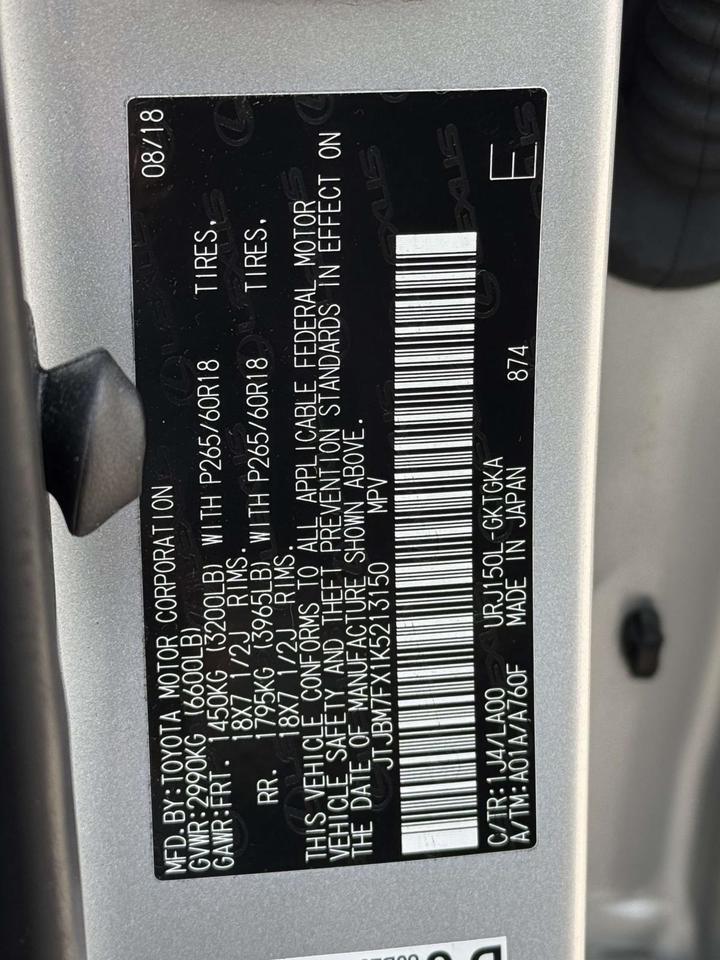 MFD.BY:TOYOTA MOTOR CORPORATION 08/18
GVWR:2990KG (6600LB)
GAWR:FRT. 1450KG (3200LB) WITH P265/60R18 TIRES,
18X7 1/2J RIMS.
RR. 1795KG (3965LB) WITH P265/60R18 TIRES,
18X7 1/2J RIMS.
THIS VEHICLE CONFORMS TO ALL APPLICABLE FEDERAL MOTOR
VEHICLE SAFETY AND THEFT PREVENTION STANDARDS IN EFFECT ON
THE DATE OF MANUFACTURE SHOWN ABOVE.
JTJBM7FX1K5213150 MPV
C/TR:1J4/LA00 URJ150L-GKTGKA 874 E
A/TM:A01A/A760F MADE IN JAPAN